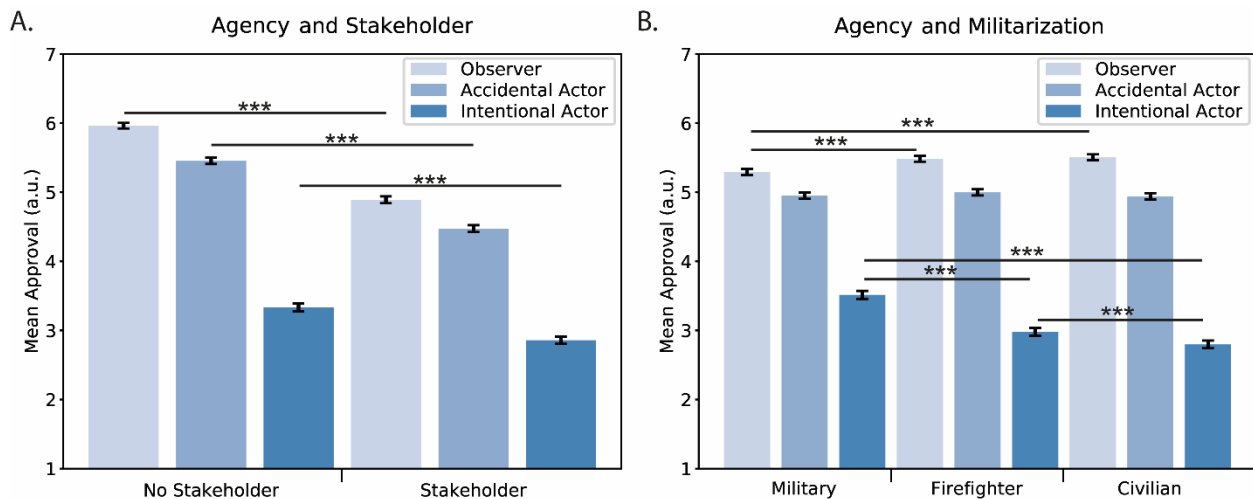 A.
Agency and Stakeholder
Mean Approval (a.u.)
7
6
5
4
3
2
1
Observer
Accidental Actor
Intentional Actor
***
***
***
No Stakeholder
Stakeholder
B.
Agency and Militarization
Mean Approval (a.u.)
7
6
5
4
3
2
1
Observer
Accidental Actor
Intentional Actor
***
***
***
***
***
Military
Firefighter
Civilian